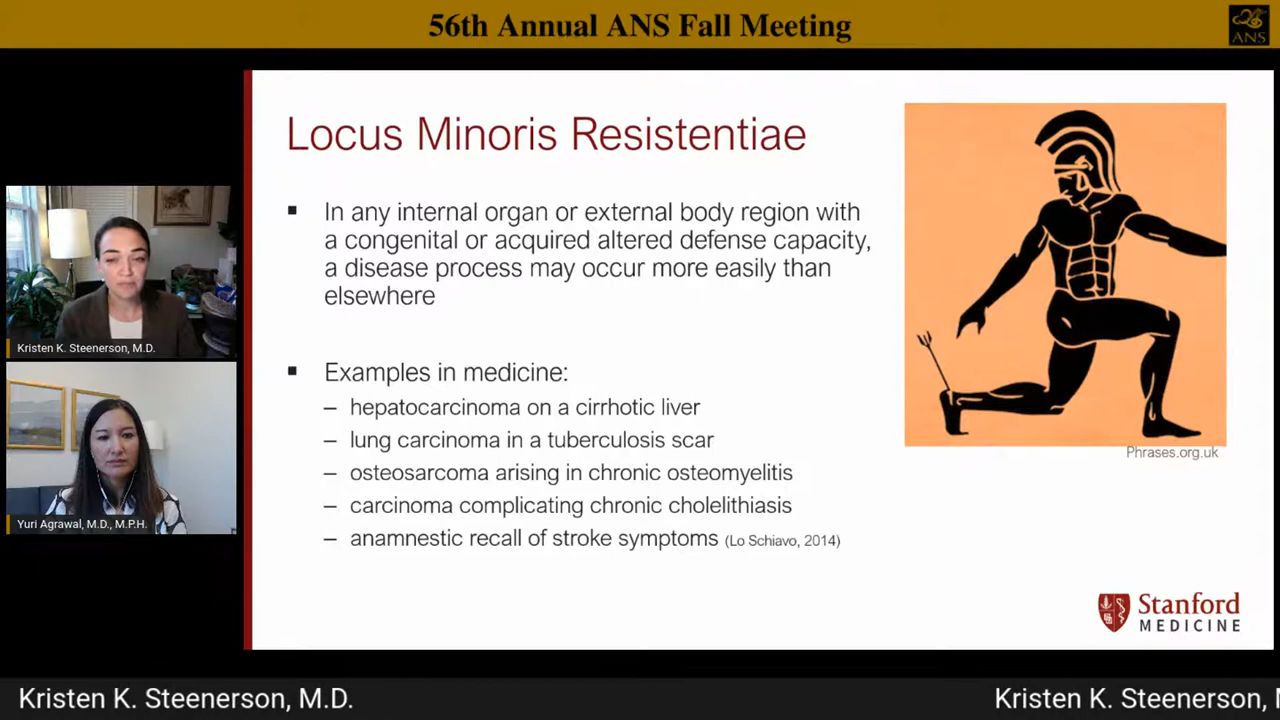 56th Annual ANS Fall Meeting
ANS
Locus Minoris Resistentiae
▪ In any internal organ or external body region with
a congenital or acquired altered defense capacity,
a disease process may occur more easily than
elsewhere
▪ Examples in medicine:
– hepatocarcinoma on a cirrhotic liver
– lung carcinoma in a tuberculosis scar
– osteosarcoma arising in chronic osteomyelitis
– carcinoma complicating chronic cholelithiasis
– anamnestic recall of stroke symptoms (Lo Schiavo, 2014)
Phrases.org.uk
Stanford
MEDICINE
Kristen K. Steenerson, M.D.
Yuri Agrawal, M.D., M.P.H.
Kristen K. Steenerson, M.D.
Kristen K. Steenerson,